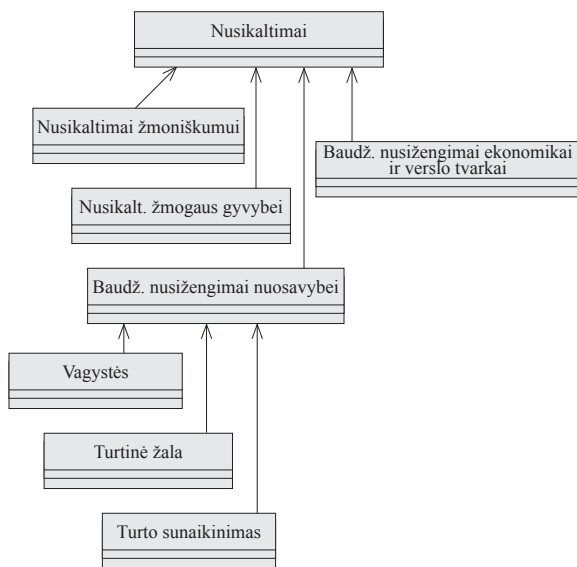 Nusikaltimai
Nusikaltimai žmoniškumui
Baudž. nusižengimai ekonomikai
ir verslo tvarkai
Nusikalt. žmogaus gyvybei
Baudž. nusižengimai nuosavybei
Vagystės
Turtinė žala
Turto sunaikinimas